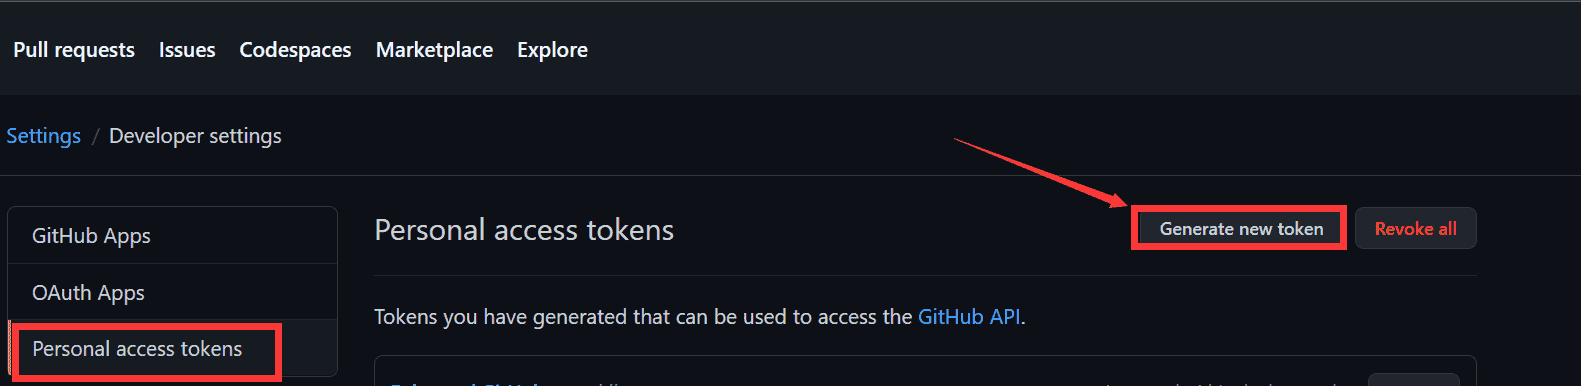 Pull requests Issues Codespaces Marketplace Explore
Settings / Developer settings
GitHub Apps
OAuth Apps
Personal access tokens
Personal access tokens
Generate new token
Revoke all
Tokens you have generated that can be used to access the GitHub API.